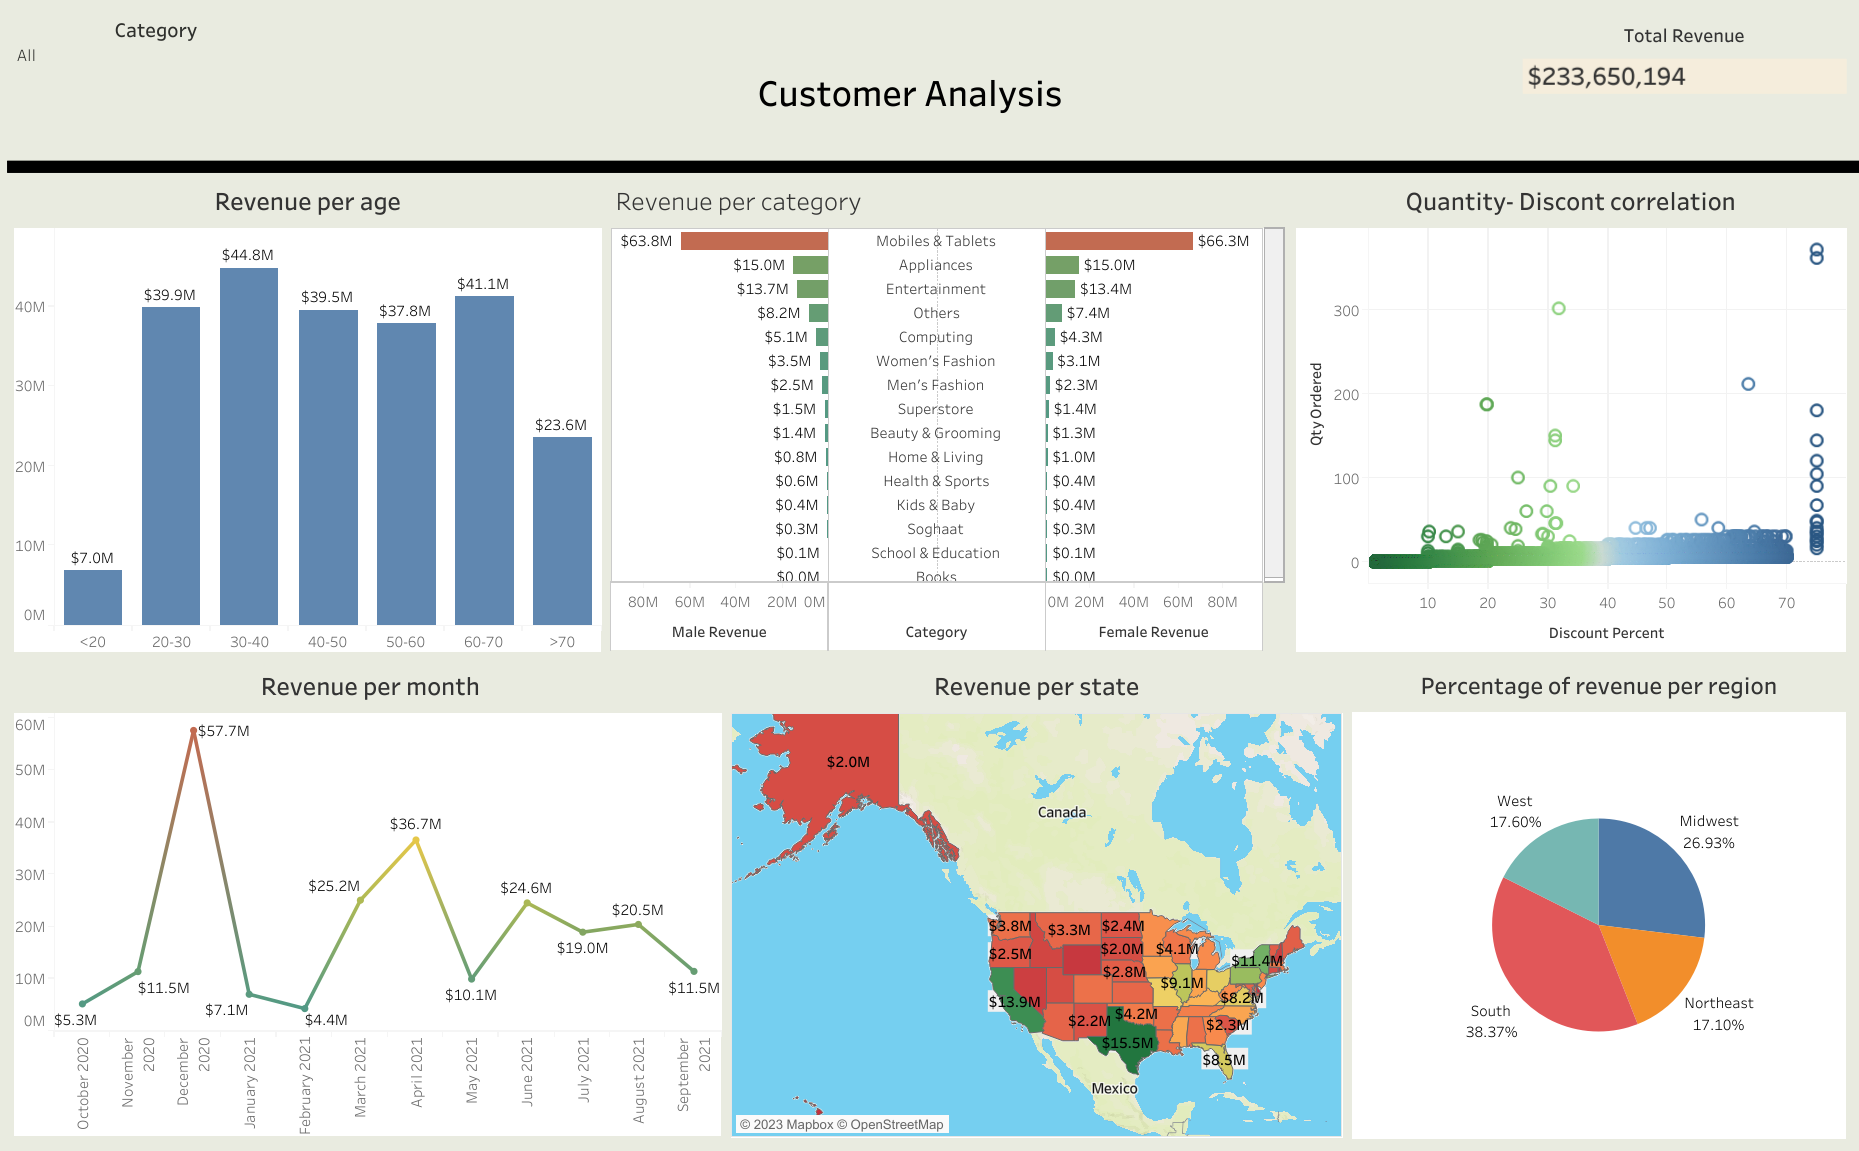 Category
All
Total Revenue
$233,650,194
Customer Analysis
Revenue per age
40M
30M
20M
10M
0M
$7.0M
$39.9M
$44.8M
$39.5M
$37.8M
$41.1M
$23.6M
<20
20-30
30-40
40-50
50-60
60-70
>70
Revenue per category
$63.8M Mobiles & Tablets $66.3M
$15.0M Appliances $15.0M
$13.7M Entertainment $13.4M
$8.2M Others $7.4M
$5.1M Computing $4.3M
$3.5M Women's Fashion $3.1M
$2.5M Men's Fashion $2.3M
$1.5M Superstore $1.4M
$1.4M Beauty & Grooming $1.3M
$0.8M Home & Living $1.0M
$0.6M Health & Sports $0.4M
$0.4M Kids & Baby $0.4M
$0.3M Soghaat $0.3M
$0.1M School & Education $0.1M
$0.0M Books $0.0M
80M 60M 40M 20M 0M 0M 20M 40M 60M 80M
Male Revenue Category Female Revenue
Quantity- Discont correlation
Qty Ordered
300
200
100
0
10 20 30 40 50 60 70
Discount Percent
Revenue per month
60M
50M
40M
30M
20M
10M
0M
$5.3M
$11.5M
$57.7M
$7.1M
$4.4M
$25.2M
$36.7M
$10.1M
$24.6M
$19.0M
$20.5M
$11.5M
October 2020
November
2020
December
2020
January 2021
February 2021
March 2021
April 2021
May 2021
June 2021
July 2021
August 2021
September
2021
Revenue per state
$2.0M
Canada
$3.8M
$3.3M
$2.4M
$2.5M
$2.0M
$4.1M
$2.8M
$11.4M
$9.1M
$13.9M
$8.2M
$2.2M
$4.2M
$2.3M
$15.5M
$8.5M
Mexico
© 2023 Mapbox © OpenStreetMap
Percentage of revenue per region
West
17.60%
Midwest
26.93%
South
38.37%
Northeast
17.10%